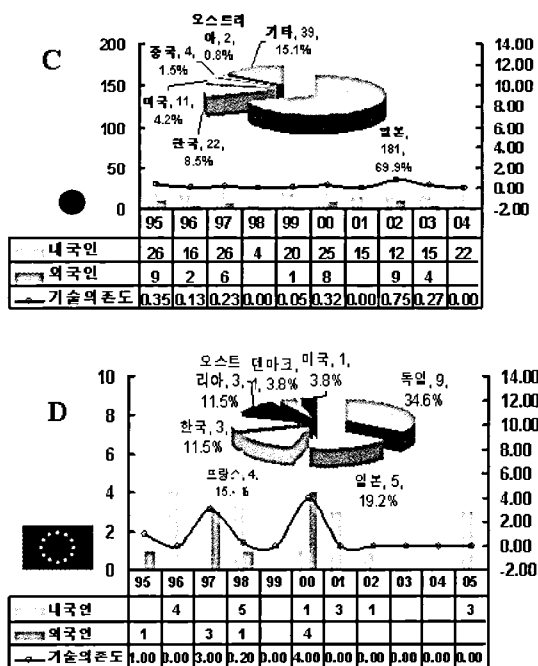 C
오스트리
아, 2,
0.8%
기타, 39,
15.1%
중국, 4
1.5%
미국, 11,
4.2%
한국, 22,
8.5%
일본,
181,
69.9%
200
150
100
50
0
14.00
12.00
10.00
8.00
6.00
4.00
2.00
0.00
-2.00
95 96 97 98 99 00 01 02 03 04
내국인 26 16 26 4 20 25 15 12 15 22
외국인 9 2 6 1 8 9 4
기술의존도 0.35 0.13 0.23 0.00 0.05 0.32 0.00 0.75 0.27 0.00
D
오스트
리아, 3,
11.5%
덴마크,
1, 3.8%
미국, 1,
3.8%
독일, 9,
34.6%
한국, 3,
11.5%
프랑스, 4,
일본, 5,
19.2%
10
8
6
4
2
0
14.00
12.00
10.00
8.00
6.00
4.00
2.00
0.00
-2.00
95 96 97 98 99 00 01 02 03 04 05
내국인 4 5 1 3 1 3
외국인 1 3 1 4
기술의존도 1.00 0.00 3.00 0.20 0.00 4.00 0.00 0.00 0.00 0.00 0.00